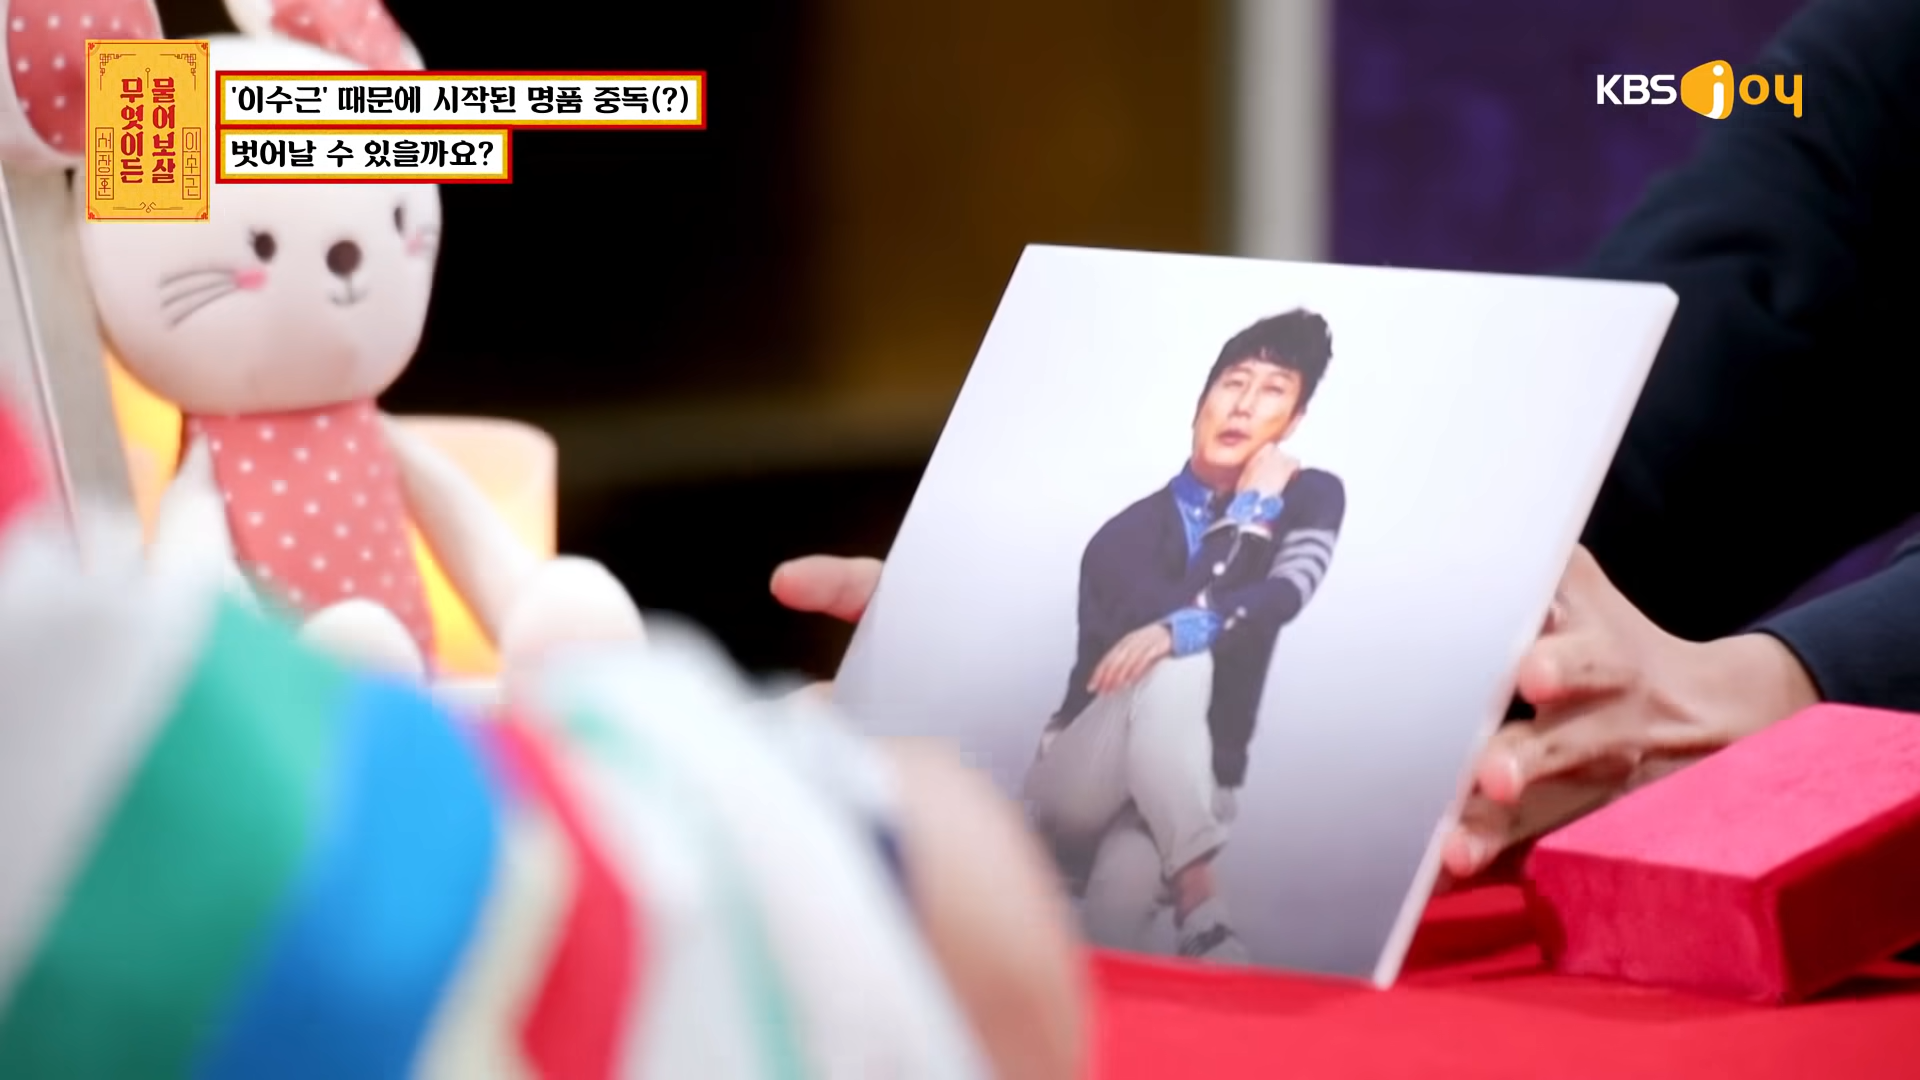 무엇이든
물어보살
서장훈
이수근
'이수근' 때문에 시작된 명품 중독(?)
벗어날 수 있을까요?
KBS joy